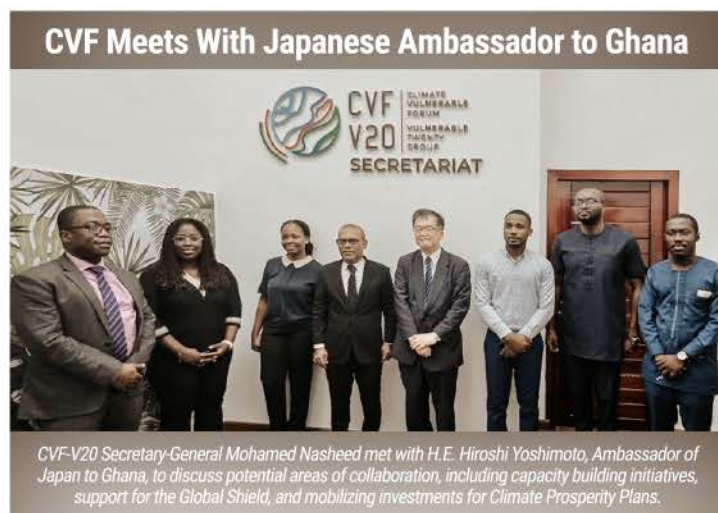 CVF Meets With Japanese Ambassador to Ghana
CVF
V20
CLIMATE
VULNERABLE
FORUM
VULNERABLE
TWENTY
GROUP
SECRETARIAT
CVF-V20 Secretary-General Mohamed Nasheed met with H.E. Hiroshi Yoshimoto, Ambassador of
Japan to Ghana, to discuss potential areas of collaboration, including capacity building initiatives,
support for the Global Shield, and mobilizing investments for Climate Prosperity Plans.